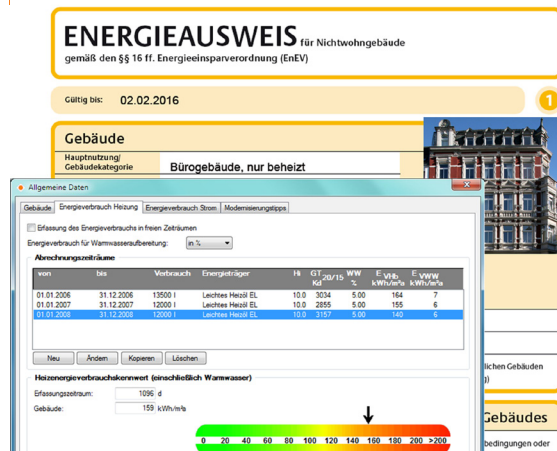 ENERGIEAUSWEIS für Nichtwohngebäude
gemäß den §§ 16 ff. Energieeinsparverordnung (EnEV)
Gültig bis: 02.02.2016
1
Gebäude
Hauptnutzung/
Gebäudekategorie
Bürogebäude, nur beheizt
Allgemeine Daten
Gebäude Energieverbrauch Heizung Energieverbrauch Strom Modernisierungstipps
Erfassung des Energieverbrauchs in freien Zeiträumen
Energieverbrauch für Warmwasseraufbereitung: in %
Abrechnungszeiträume
von bis Verbrauch Energieträger Hi GT20/15 Kd WW % E VHb kWh/m²a E VWW kWh/m²a
01.01.2006 31.12.2006 13500 l Leichtes Heizöl EL 10.0 3034 5.00 164 7
01.01.2007 31.12.2007 12000 l Leichtes Heizöl EL 10.0 2855 5.00 155 6
01.01.2008 31.12.2008 12000 l Leichtes Heizöl EL 10.0 3157 5.00 140 6
Neu Ändern Kopieren Löschen
lichen Gebäuden
Heizenergieverbrauchskennwert (einschließlich Warmwasser)
Erfassungszeitraum: 1096 d
Gebäude: 159 kWh/m²a
Gebäudes
0 20 40 60 80 100 120 140 160 180 200 >200
bedingungen oder